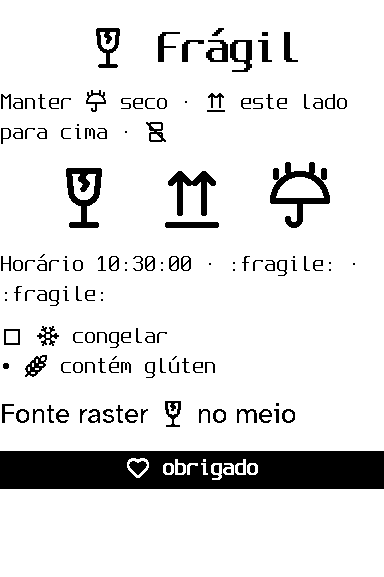 Frágil
Manter seco · este lado
para cima ·
Horário 10:30:00 · :fragile: ·
:fragile:
congelar
• contém glúten
Fonte raster no meio
obrigado